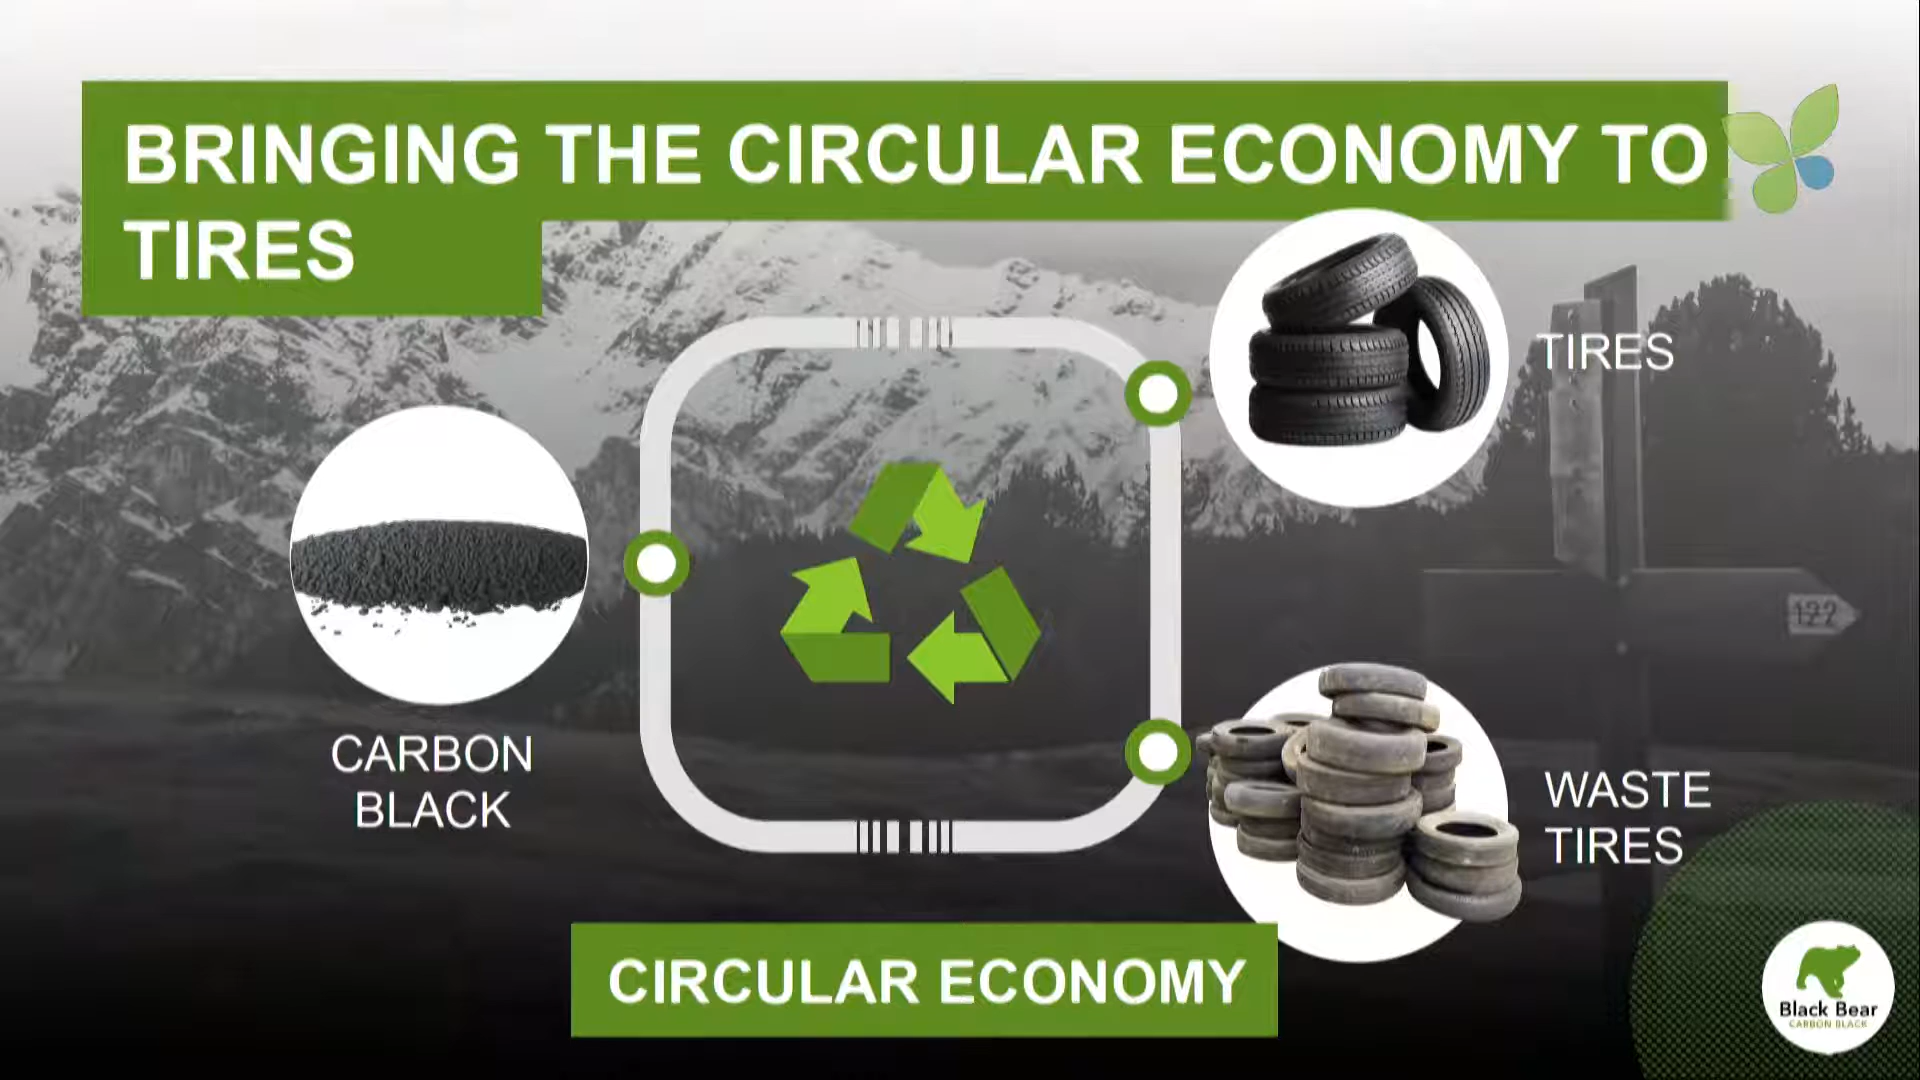 BRINGING THE CIRCULAR ECONOMY TO
TIRES
TIRES
CARBON
BLACK
WASTE
TIRES
CIRCULAR ECONOMY
122
Black Bear
CARBON BLACK